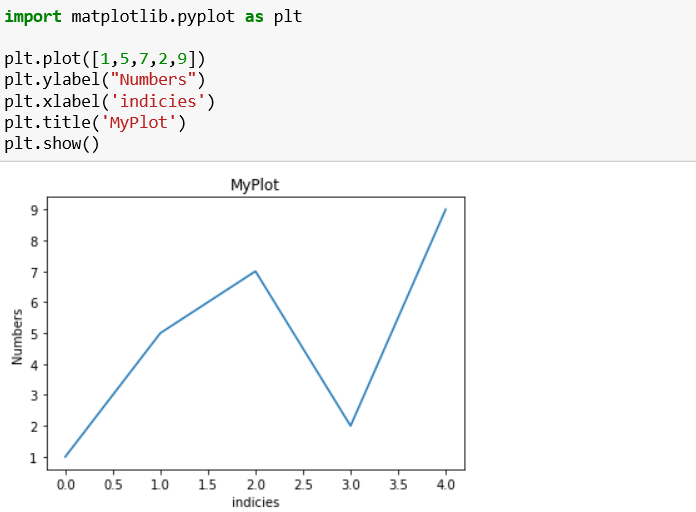 import matplotlib.pyplot as plt
plt.plot([1,5,7,2,9])
plt.ylabel("Numbers")
plt.xlabel('indicies')
plt.title('MyPlot')
plt.show()
MyPlot
9
8
7
6
5
4
3
2
1
Numbers
0.0 0.5 1.0 1.5 2.0 2.5 3.0 3.5 4.0
indicies